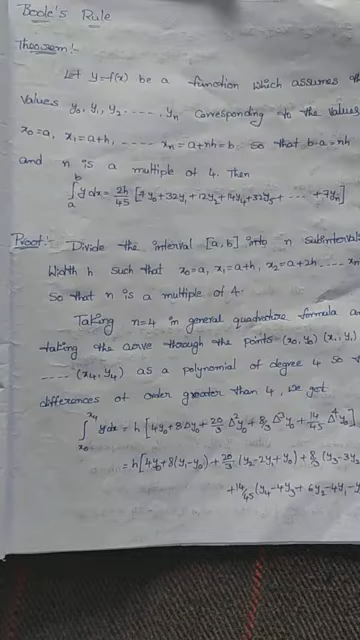 Boole's Rule
Theorem:-
Let y=f(x) be a function which assumes the
values y₀, y₁, y₂ ...., yₙ corresponding to the values
x₀=a, x₁=a+h, .... xₙ=a+nh=b. so that b-a=nh
and n is a multiple of 4. Then
∫ₐᵇ y dx = 2h/45 [7y₀+32y₁+12y₂+14y₄+32y₅+ ... +7yₙ]
Proof:- Divide the interval [a,b] into n subintervals
width h such that x₀=a, x₁=a+h, x₂=a+2h .... xₙ
so that n is a multiple of 4.
Taking n=4 in general quadrature formula and
taking the curve through the points (x₀,y₀) (x₁,y₁)
.... (x₄,y₄) as a polynomial of degree 4 so
differences of order greater than 4, we get
∫ₓ₀ˣ⁴ y dx = h[4y₀+8Δy₀+20/3 Δ²y₀+8/3 Δ³y₀+14/45 Δ⁴y₀]
= h[4y₀+8(y₁-y₀)+20/3(y₂-2y₁+y₀)+8/3(y₃-3y₂
+14/45(y₄-4y₃+6y₂-4y₁-y